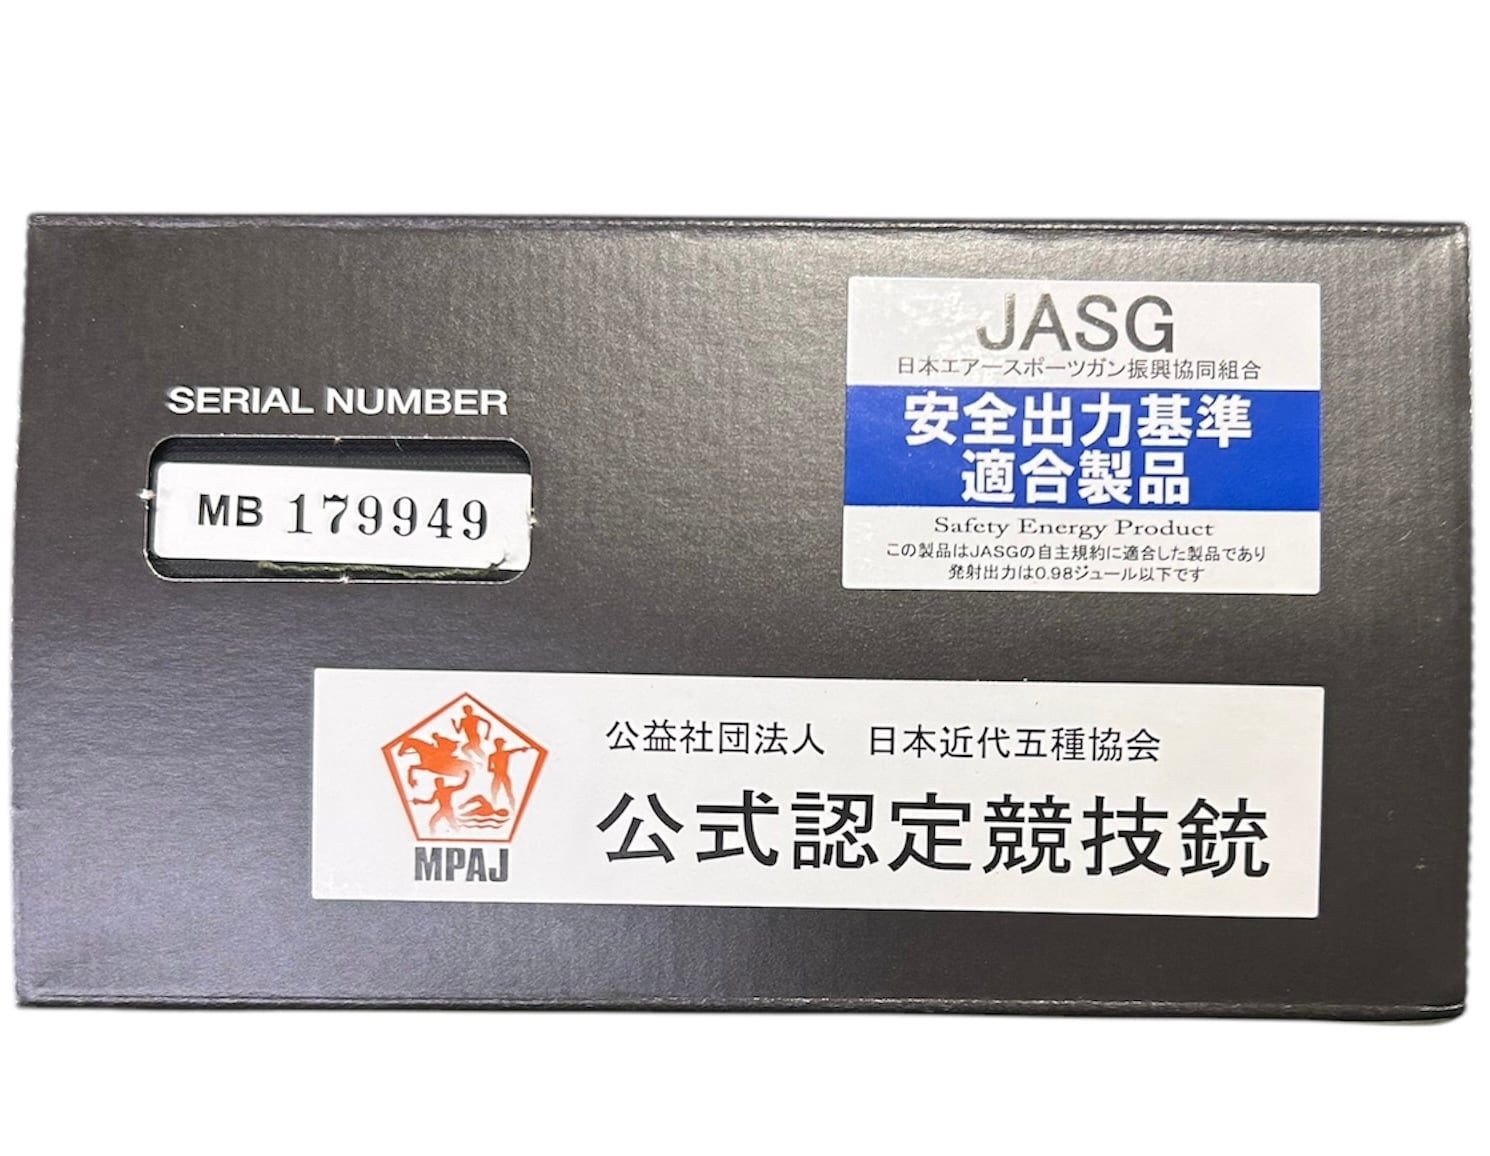 SERIAL NUMBER
MB 179949
JASG
日本エアースポーツガン振興協同組合
安全出力基準
適合製品
Safety Energy Product
この製品はJASGの自主規約に適合した製品であり
発射出力は0.98ジュール以下です
MPAJ
公益社団法人 日本近代五種協会
公式認定競技銃